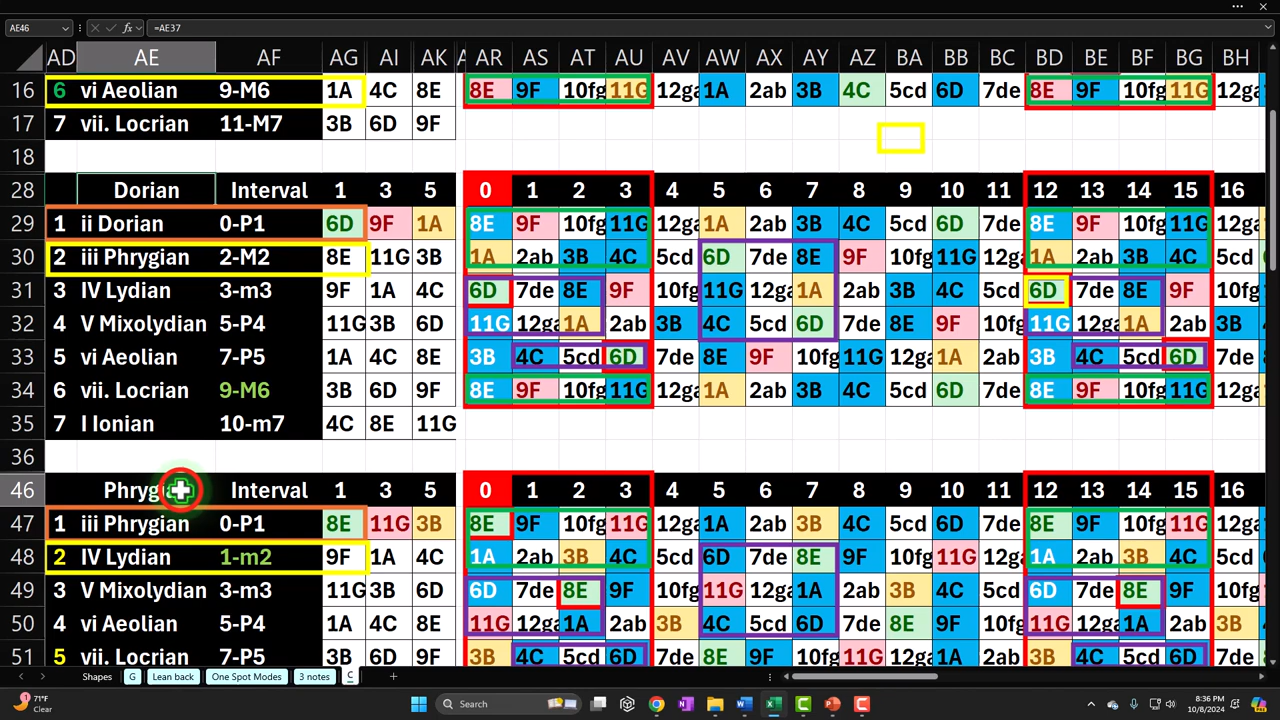 AE46 fx =AE37
AD AE AF AG AI AK AR AS AT AU AV AW AX AY AZ BA BB BC BD BE BF BG BH
16 6 vi Aeolian 9-M6 1A 4C 8E 8E 9F 10fg 11G 12ga 1A 2ab 3B 4C 5cd 6D 7de 8E 9F 10fg 11G 12ga
17 7 vii. Locrian 11-M7 3B 6D 9F
18
28 Dorian Interval 1 3 5 0 1 2 3 4 5 6 7 8 9 10 11 12 13 14 15 16
29 1 ii Dorian 0-P1 6D 9F 1A 8E 9F 10fg 11G 12ga 1A 2ab 3B 4C 5cd 6D 7de 8E 9F 10fg 11G 12ga
30 2 iii Phrygian 2-M2 8E 11G 3B 1A 2ab 3B 4C 5cd 6D 7de 8E 9F 10fg 11G 12ga 1A 2ab 3B 4C 5cd
31 3 IV Lydian 3-m3 9F 1A 4C 6D 7de 8E 9F 10fg 11G 12ga 1A 2ab 3B 4C 5cd 6D 7de 8E 9F 10fg
32 4 V Mixolydian 5-P4 11G 3B 6D 11G 12ga 1A 2ab 3B 4C 5cd 6D 7de 8E 9F 10fg 11G 12ga 1A 2ab 3B
33 5 vi Aeolian 7-P5 1A 4C 8E 3B 4C 5cd 6D 7de 8E 9F 10fg 11G 12ga 1A 2ab 3B 4C 5cd 6D 7de
34 6 vii. Locrian 9-M6 3B 6D 9F 8E 9F 10fg 11G 12ga 1A 2ab 3B 4C 5cd 6D 7de 8E 9F 10fg 11G 12ga
35 7 I Ionian 10-m7 4C 8E 11G
36
46 Phrygian Interval 1 3 5 0 1 2 3 4 5 6 7 8 9 10 11 12 13 14 15 16
47 1 iii Phrygian 0-P1 8E 11G 3B 8E 9F 10fg 11G 12ga 1A 2ab 3B 4C 5cd 6D 7de 8E 9F 10fg 11G 12ga
48 2 IV Lydian 1-m2 9F 1A 4C 1A 2ab 3B 4C 5cd 6D 7de 8E 9F 10fg 11G 12ga 1A 2ab 3B 4C 5cd
49 3 V Mixolydian 3-m3 11G 3B 6D 6D 7de 8E 9F 10fg 11G 12ga 1A 2ab 3B 4C 5cd 6D 7de 8E 9F 10fg
50 4 vi Aeolian 5-P4 1A 4C 8E 11G 12ga 1A 2ab 3B 4C 5cd 6D 7de 8E 9F 10fg 11G 12ga 1A 2ab 3B
51 5 vii. Locrian 7-P5 3B 6D 9F 3B 4C 5cd 6D 7de 8E 9F 10fg 11G 12ga 1A 2ab 3B 4C 5cd 6D 7de
Shapes G Lean back One Spot Modes 3 notes C
71°F
Clear
Search
8:36 PM
10/8/2024